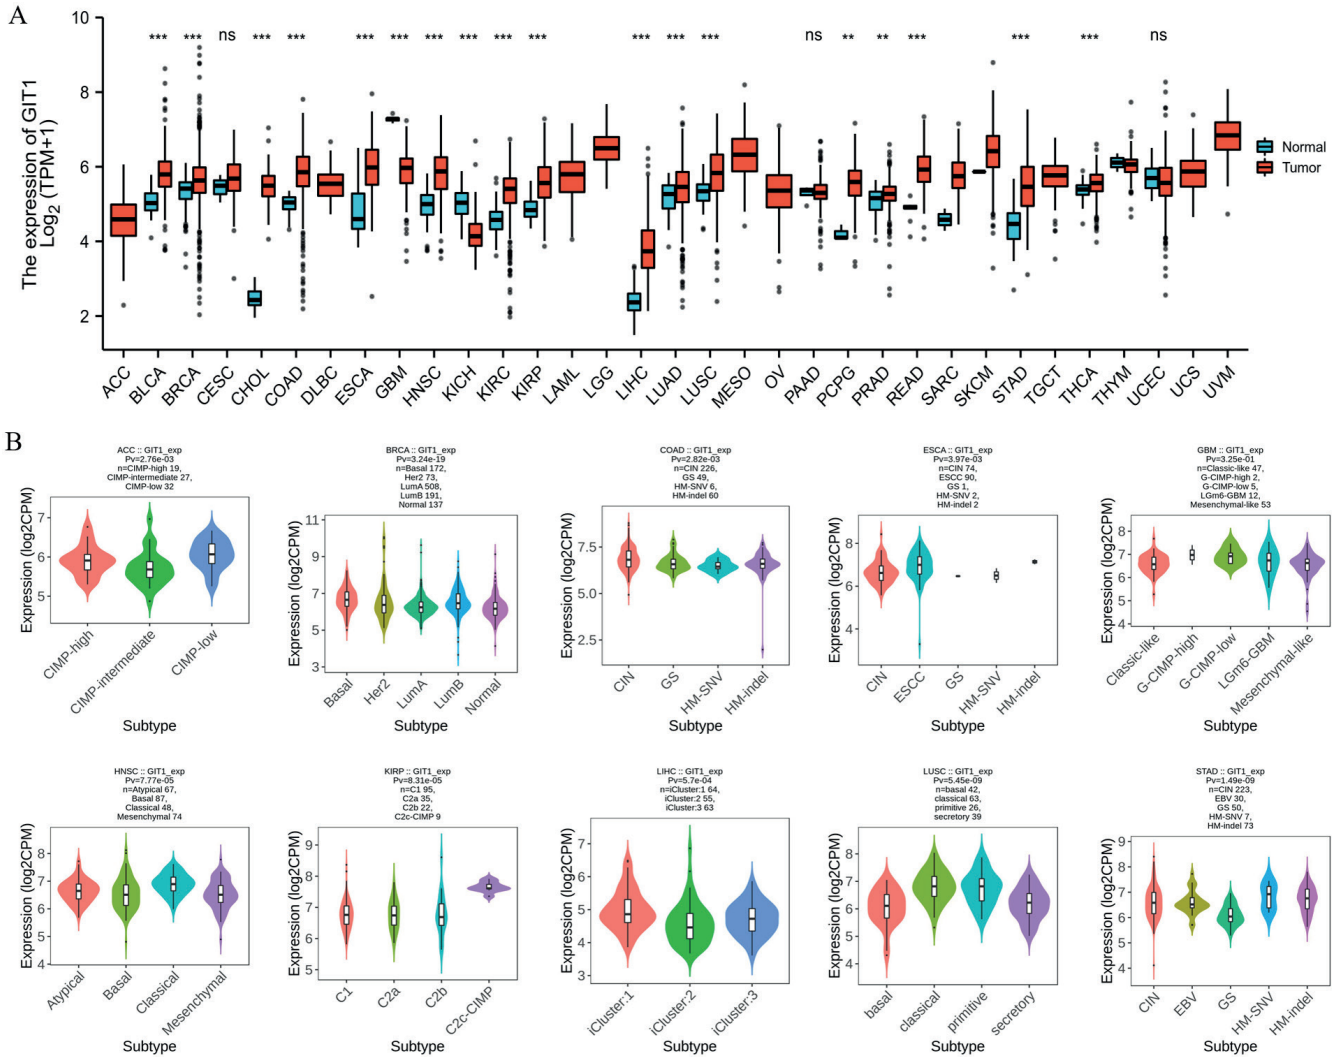 A
The expression of GIT1
Log2 (TPM+1)
10
8
6
4
2
*** *** ns *** *** *** *** *** *** *** *** *** *** *** ns ** ** *** *** *** ns
Normal
Tumor
ACC BLCA BRCA CESC CHOL COAD DLBC ESCA GBM HNSC KICH KIRC KIRP LAML LGG LIHC LUAD LUSC MESO OV PAAD PCPG PRAD READ SARC SKCM STAD TGCT THCA THYM UCEC UCS UVM
B
ACC :: GIT1_exp
Pv=2.76e-03
n=CIMP-high 19,
CIMP-intermediate 27,
CIMP-low 32
Expression (log2CPM)
7
6
5
CIMP-high CIMP-intermediate CIMP-low
Subtype
BRCA :: GIT1_exp
Pv=3.24e-19
n=Basal 172,
Her2 73,
LumA 508,
LumB 191,
Normal 137
Expression (log2CPM)
11
9
7
5
3
Basal Her2 LumA LumB Normal
Subtype
COAD :: GIT1_exp
Pv=2.82e-03
n=CIN 226,
GS 49,
HM-SNV 6,
HM-indel 60
Expression (log2CPM)
7.5
5.0
2.5
CIN GS HM-SNV HM-indel
Subtype
ESCA :: GIT1_exp
Pv=3.97e-03
n=CIN 74,
ESCC 90,
GS 1,
HM-SNV 2,
HM-indel 2
Expression (log2CPM)
8
6
4
CIN ESCC GS HM-SNV HM-indel
Subtype
GBM :: GIT1_exp
Pv=3.25e-01
n=Classic-like 47,
G-CIMP-high 2,
G-CIMP-low 5,
LGm6-GBM 12,
Mesenchymal-like 53
Expression (log2CPM)
8
7
6
5
4
Classic-like G-CIMP-high G-CIMP-low LGm6-GBM Mesenchymal-like
Subtype
HNSC :: GIT1_exp
Pv=7.77e-05
n=Atypical 67,
Basal 87,
Classical 48,
Mesenchymal 74
Expression (log2CPM)
8
7
6
5
4
Atypical Basal Classical Mesenchymal
Subtype
KIRP :: GIT1_exp
Pv=8.31e-05
n=C1 95,
C2a 35,
C2b 22,
C2c-CIMP 9
Expression (log2CPM)
9
8
7
6
5
C1 C2a C2b C2c-CIMP
Subtype
LIHC :: GIT1_exp
Pv=5.7e-04
n=iCluster:1 64,
iCluster:2 55,
iCluster:3 63
Expression (log2CPM)
7
6
5
4
3
iCluster:1 iCluster:2 iCluster:3
Subtype
LUSC :: GIT1_exp
Pv=5.45e-09
n=basal 42,
classical 63,
primitive 26,
secretory 39
Expression (log2CPM)
8
7
6
5
4
basal classical primitive secretory
Subtype
STAD :: GIT1_exp
Pv=1.49e-09
n=CIN 223,
EBV 30,
GS 50,
HM-SNV 7,
HM-indel 73
Expression (log2CPM)
9
8
7
6
5
4
CIN EBV GS HM-SNV HM-indel
Subtype